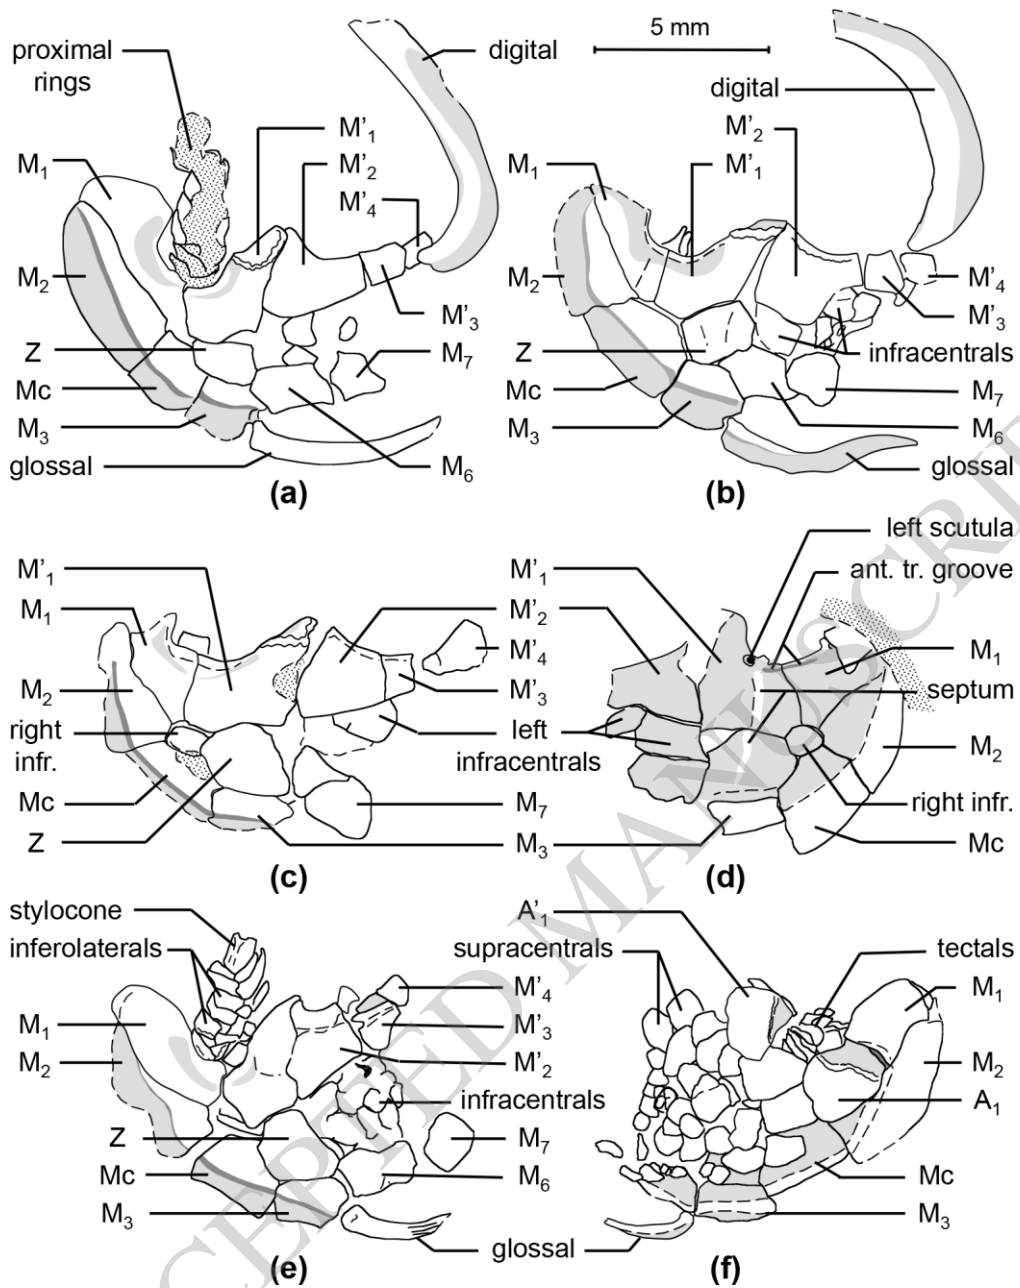 proximal
rings
digital
5 mm
digital
M'1
M'2
M'4
M1
M2
Z
Mc
M3
glossal
M'3
M7
M6
(a)
M'2
M'1
M1
M2
Z
Mc
M3
M'4
M'3
infracentrals
M7
M6
glossal
(b)
M'1
M1
M2
right
infr.
Mc
Z
M'1
M'2
M'4
M'3
left
infracentrals
M7
M3
(c)
left scutula
ant. tr. groove
M1
septum
M2
right infr.
Mc
(d)
stylocone
inferolaterals
M1
M2
Z
Mc
M3
M'4
M'3
M'2
infracentrals
M7
M6
glossal
(e)
A'1
supracentrals
tectals
M1
M2
A1
Mc
M3
(f)
CEPTED MANUSCRIP